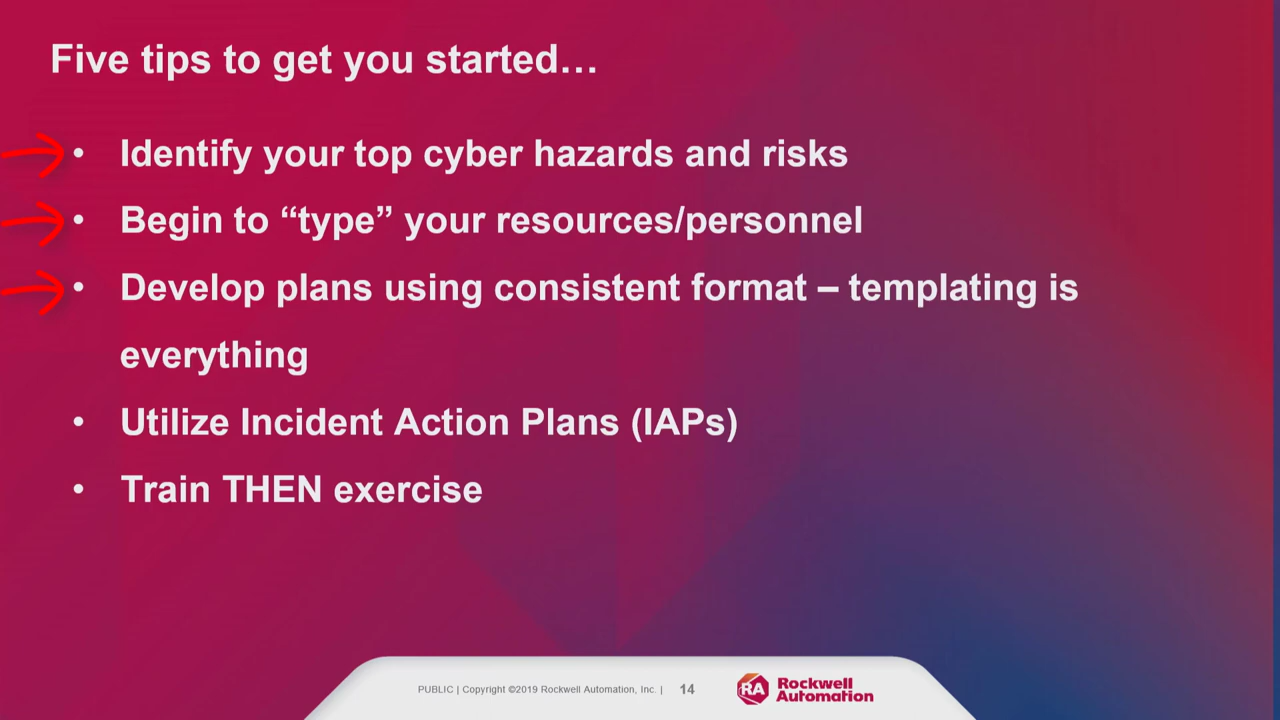 Five tips to get you started…
• Identify your top cyber hazards and risks
• Begin to “type” your resources/personnel
• Develop plans using consistent format – templating is
everything
• Utilize Incident Action Plans (IAPs)
• Train THEN exercise
PUBLIC | Copyright ©2019 Rockwell Automation, Inc. | 14
RA Rockwell
Automation